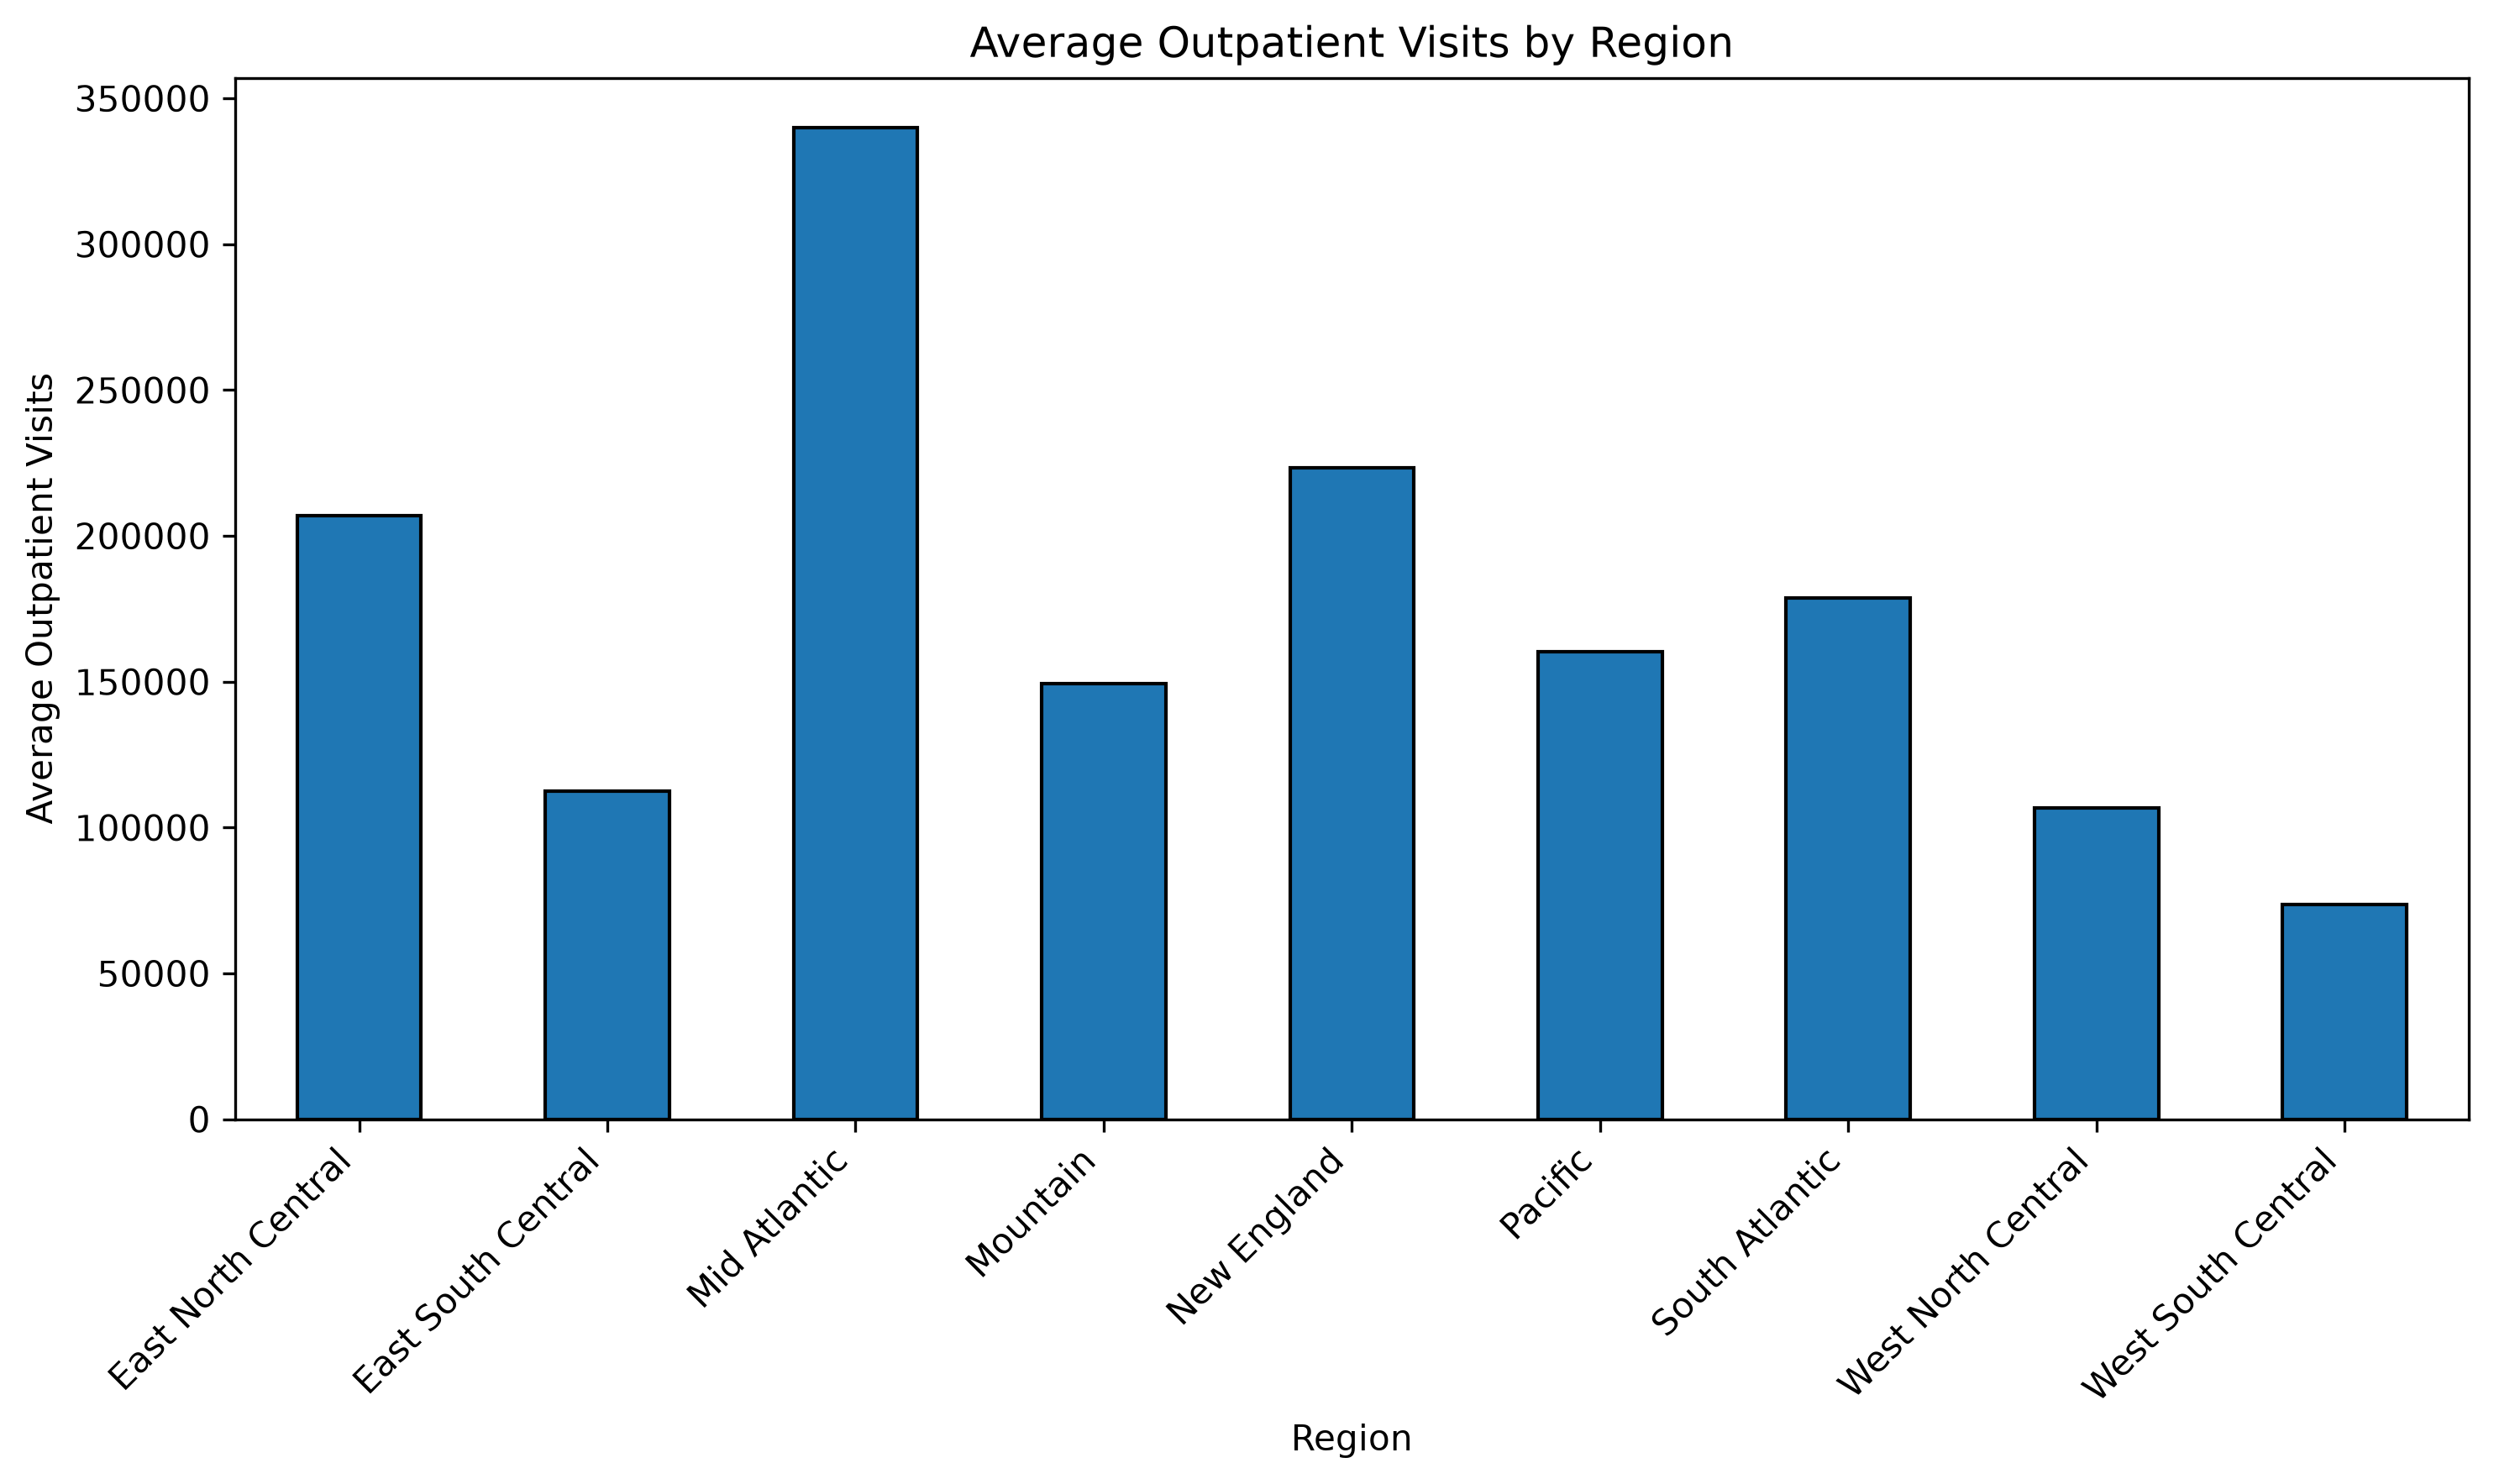 Average Outpatient Visits by Region
Average Outpatient Visits
350000
300000
250000
200000
150000
100000
50000
0
East North Central
East South Central
Mid Atlantic
Mountain
New England
Pacific
South Atlantic
West North Central
West South Central
Region